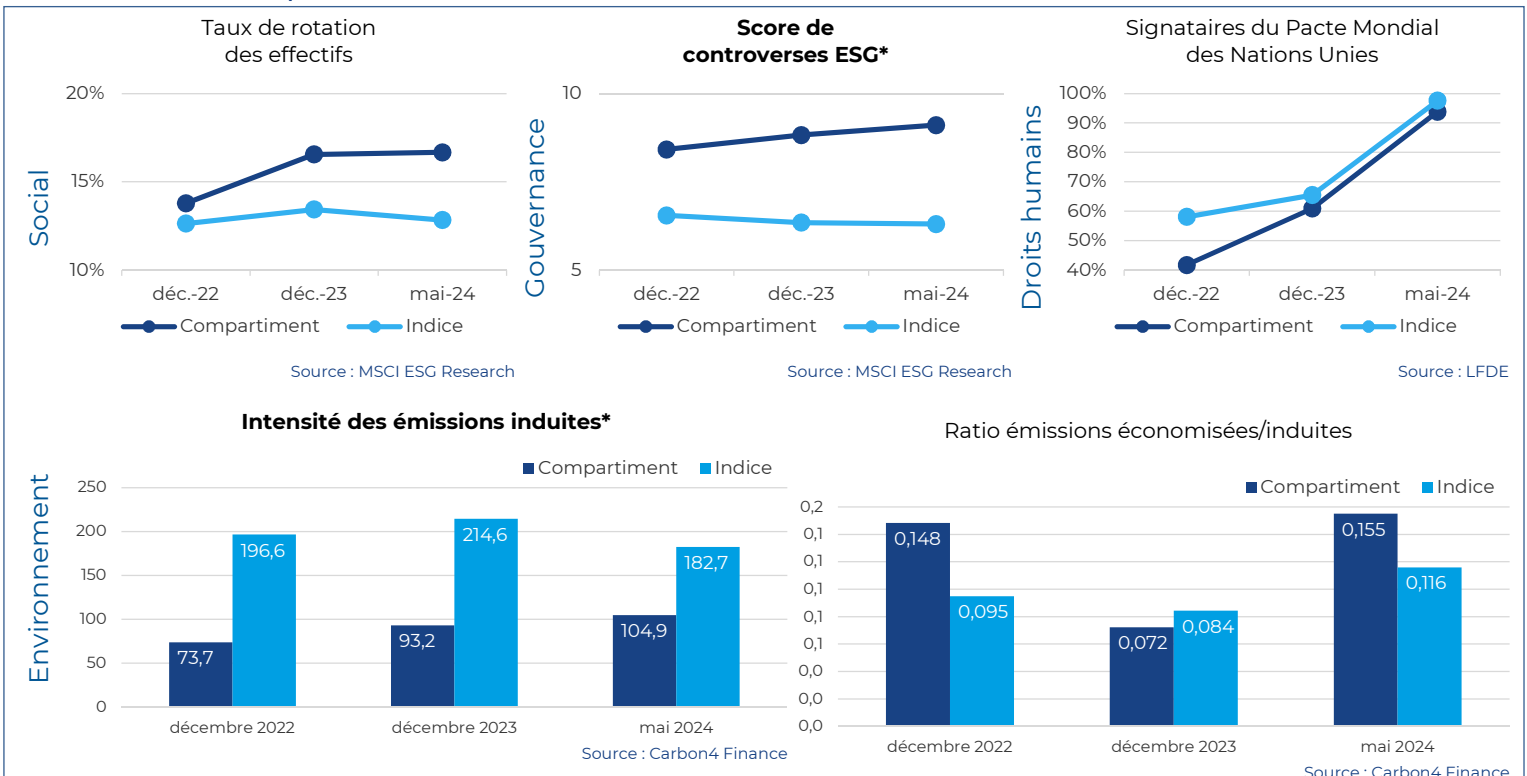 Taux de rotation
des effectifs
Social
20%
15%
10%
déc.-22 déc.-23 mai-24
Compartiment Indice
Source : MSCI ESG Research
Score de
controverses ESG*
Gouvernance
10
5
déc.-22 déc.-23 mai-24
Compartiment Indice
Source : MSCI ESG Research
Signataires du Pacte Mondial
des Nations Unies
Droits humains
100%
90%
80%
70%
60%
50%
40%
déc.-22 déc.-23 mai-24
Compartiment Indice
Source : LFDE
Intensité des émissions induites*
Environnement
Compartiment Indice
250
200
150
100
50
0
73,7
196,6
93,2
214,6
104,9
182,7
décembre 2022 décembre 2023 mai 2024
Source : Carbon4 Finance
Ratio émissions économisées/induites
Compartiment Indice
0,2
0,1
0,1
0,1
0,1
0,1
0,0
0,0
0,0
0,148
0,095
0,072
0,084
0,155
0,116
décembre 2022 décembre 2023 mai 2024
Source : Carbon4 Finance